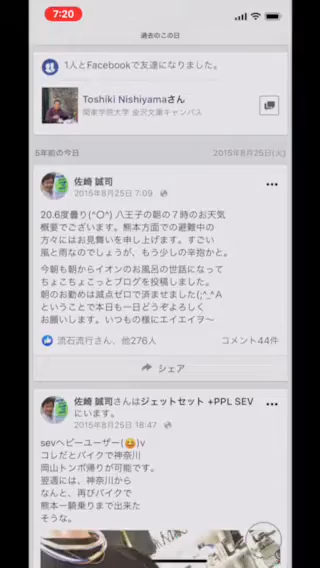 7:20
過去のこの日
1人とFacebookで友達になりました。
Toshiki Nishiyamaさん
関東学院大学 金沢文庫キャンパス
5年前の今日
2015年8月25日(火)
佐崎 誠司
2015年8月25日 7:09
20.6度曇り(^O^) 八王子の朝の７時のお天気
概要でございます。熊本方面での避難中の
方々にはお見舞いを申し上げます。すごい
風と雨なのでしょうが、もう少しの辛抱かと。
今朝も朝からイオンのお風呂の世話になって
ちょこちょこっとブログを投稿しました。
朝のお勤めは減点ゼロで済ませました(;^_^A
ということで本日も一日どうぞよろしく
お願いします。いつもの様にエイエイヲ〜
流石流行さん、他276人
コメント44件
シェア
佐崎 誠司さんはジェットセット +PPL SEV
にいます。
2015年8月25日 18:47
sevヘビーユーザー(😆)v
コレだとバイクで神奈川
岡山トンボ帰りが可能です。
翌週には、神奈川から
なんと、再びバイクで
熊本一額乗りまで出来た
そうな。